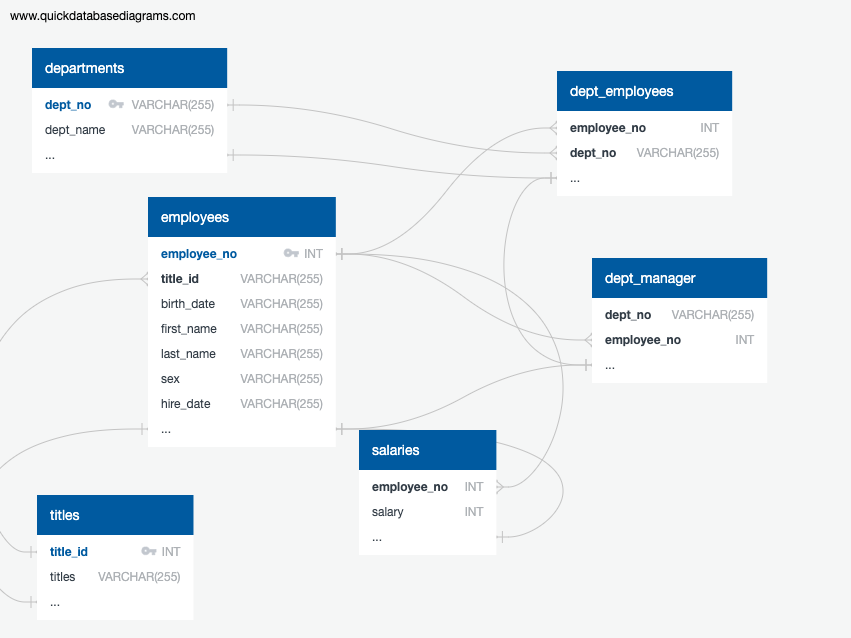 www.quickdatabasediagrams.com
departments
dept_no VARCHAR(255)
dept_name VARCHAR(255)
...
dept_employees
employee_no INT
dept_no VARCHAR(255)
...
employees
employee_no INT
title_id VARCHAR(255)
birth_date VARCHAR(255)
first_name VARCHAR(255)
last_name VARCHAR(255)
sex VARCHAR(255)
hire_date VARCHAR(255)
...
dept_manager
dept_no VARCHAR(255)
employee_no INT
...
salaries
employee_no INT
salary INT
...
titles
title_id INT
titles VARCHAR(255)
...